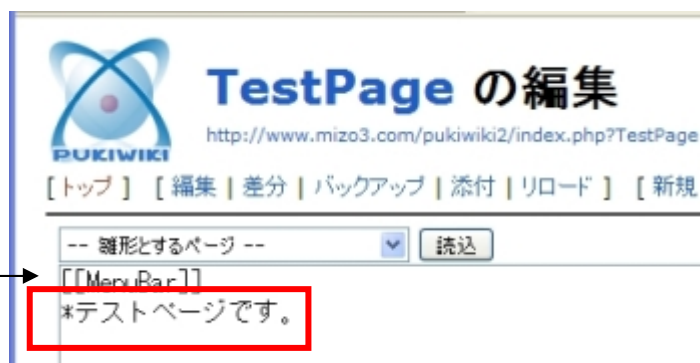 TestPage の編集
http://www.mizo3.com/pukiwiki2/index.php?TestPage
PUKIWIKI
[トップ] [編集 | 差分 | バックアップ | 添付 | リロード] [新規
-- 雛形とするページ -- 読込
[[MenuBar]]
*テストページです。